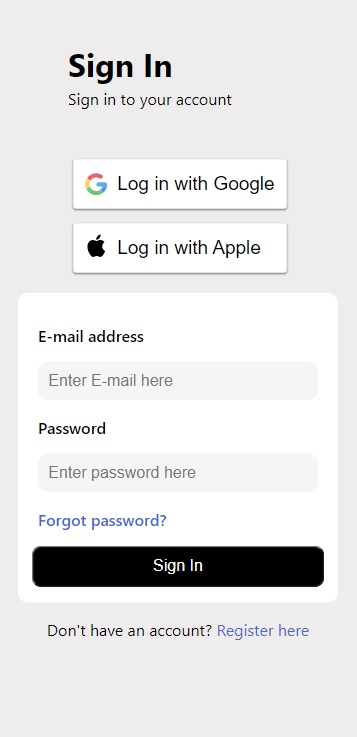 Sign In
Sign in to your account
Log in with Google
Log in with Apple
E-mail address
Enter E-mail here
Password
Enter password here
Forgot password?
Sign In
Don't have an account? Register here